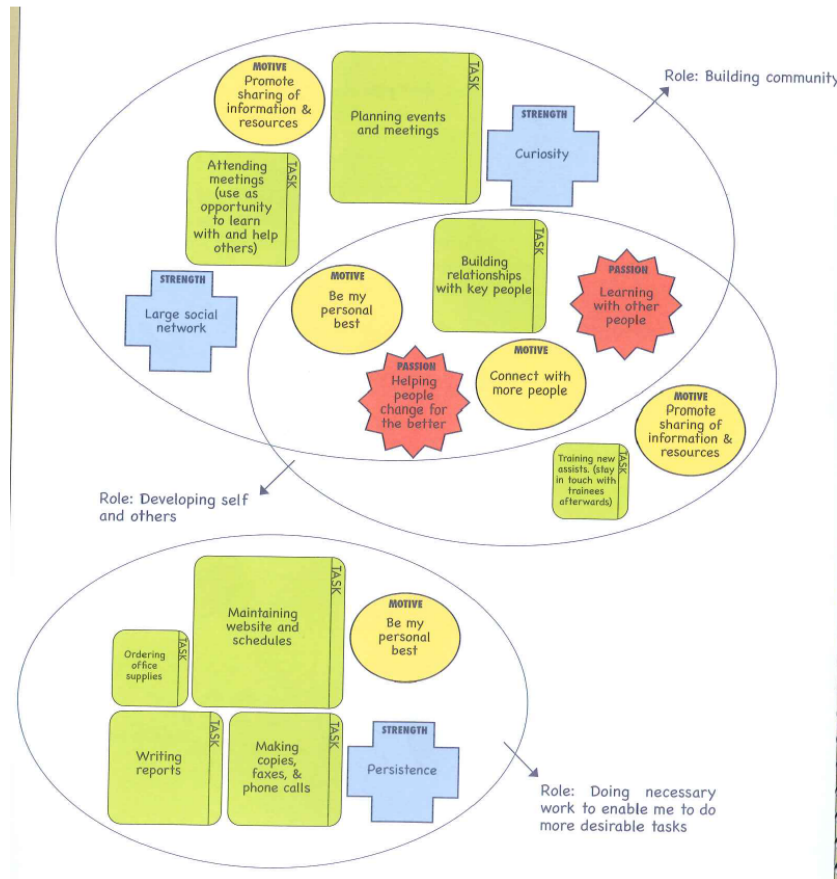 MOTIVE
Promote
sharing of
information &
resources
TASK
Planning events
and meetings
STRENGTH
Curiosity
Role: Building community
TASK
Attending
meetings
(use as
opportunity
to learn
with and help
others)
STRENGTH
Large social
network
MOTIVE
Be my
personal
best
TASK
Building
relationships
with key people
PASSION
Learning
with other
people
PASSION
Helping
people
change for
the better
MOTIVE
Connect with
more people
MOTIVE
Promote
sharing of
information &
resources
TASK
Training new
assists. (stay
in touch with
trainees
afterwards)
Role: Developing self
and others
TASK
Maintaining
website and
schedules
MOTIVE
Be my
personal
best
TASK
Ordering
office
supplies
TASK
Writing
reports
TASK
Making
copies,
faxes, &
phone calls
STRENGTH
Persistence
Role: Doing necessary
work to enable me to do
more desirable tasks